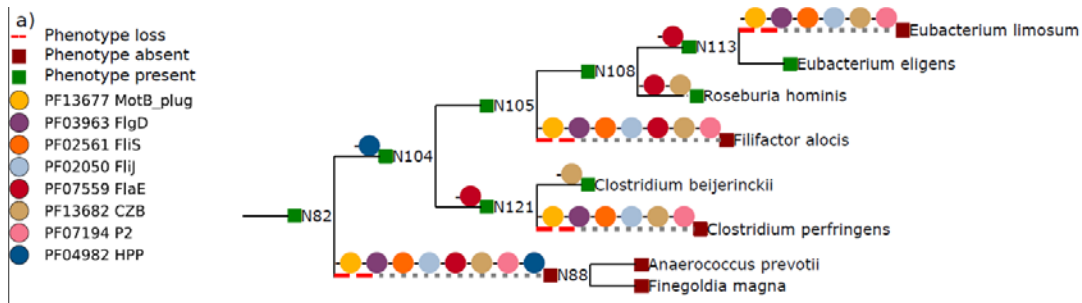 a)
Phenotype loss
Phenotype absent
Phenotype present
PF13677 MotB_plug
PF03963 FlgD
PF02561 FliS
PF02050 FliJ
PF07559 FlaE
PF13682 CZB
PF07194 P2
PF04982 HPP
N82
N104
N105
N108
N113
Eubacterium limosum
Eubacterium eligens
Roseburia hominis
Filifactor alocis
N121
Clostridium beijerinckii
Clostridium perfringens
N88
Anaerococcus prevotii
Finegoldia magna